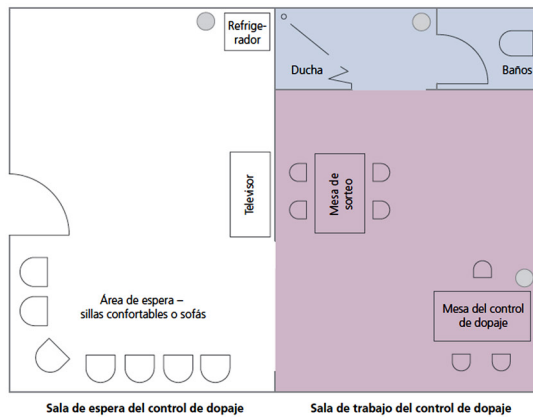 Refrige-
rador
Ducha
Baños
Televisor
Mesa de
sorteo
Área de espera –
sillas confortables o sofás
Mesa del control
de dopaje
Sala de espera del control de dopaje
Sala de trabajo del control de dopaje